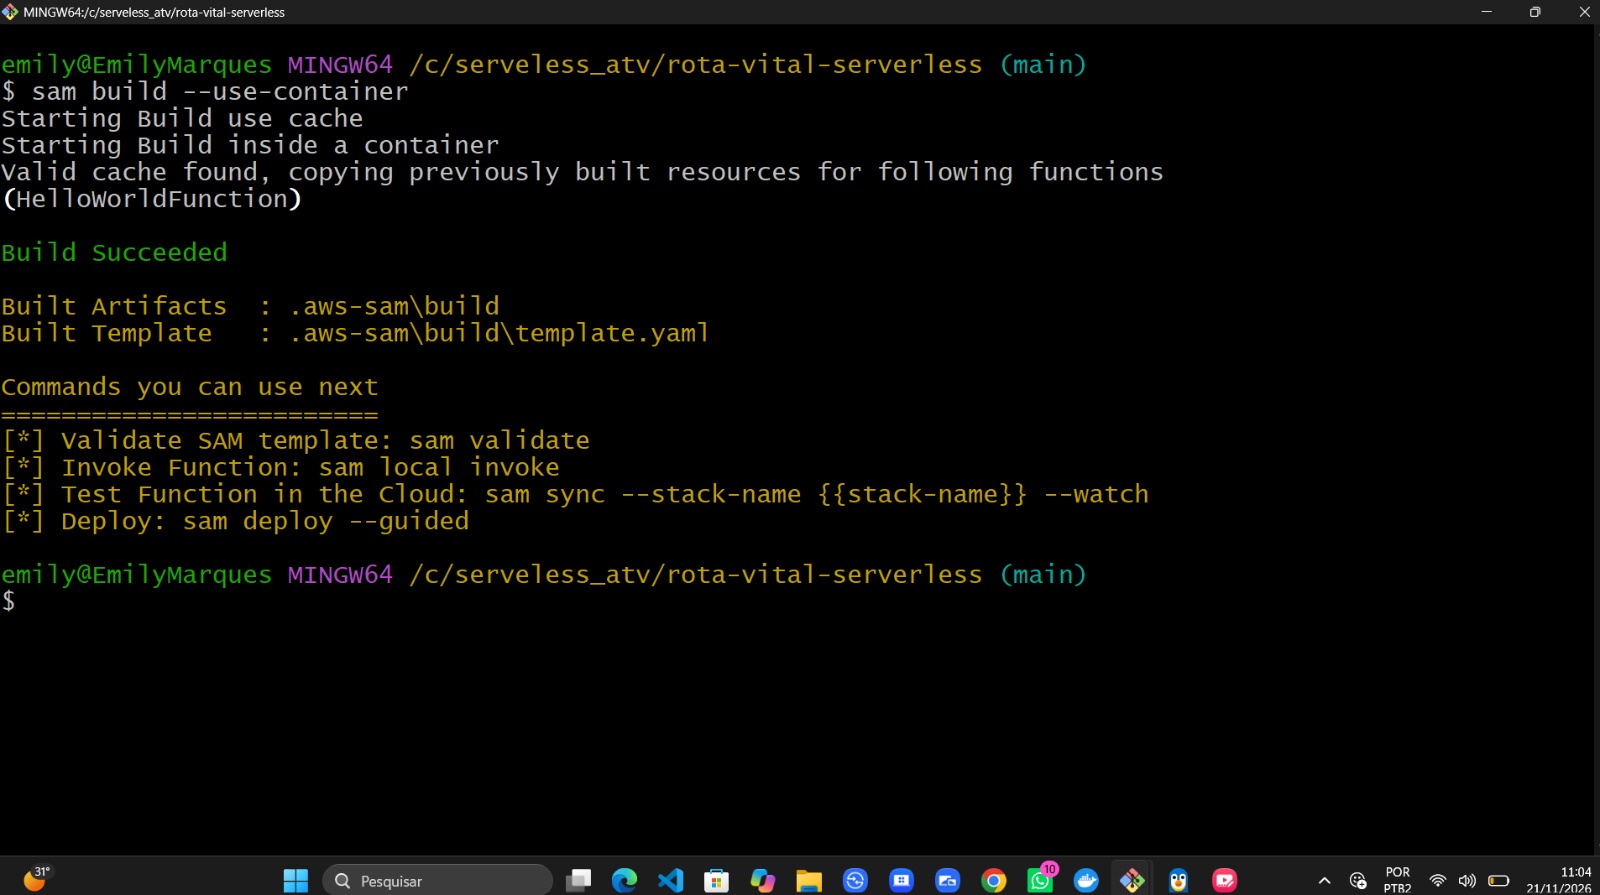 MINGW64:/c/serveless_atv/rota-vital-serverless
emily@EmilyMarques MINGW64 /c/serveless_atv/rota-vital-serverless (main)
$ sam build --use-container
Starting Build use cache
Starting Build inside a container
Valid cache found, copying previously built resources for following functions
(HelloWorldFunction)
Build Succeeded
Built Artifacts  : .aws-sam\build
Built Template   : .aws-sam\build\template.yaml
Commands you can use next
=========================
[*] Validate SAM template: sam validate
[*] Invoke Function: sam local invoke
[*] Test Function in the Cloud: sam sync --stack-name {{stack-name}} --watch
[*] Deploy: sam deploy --guided
emily@EmilyMarques MINGW64 /c/serveless_atv/rota-vital-serverless (main)
$
31°
Pesquisar
10
POR
PTB2
11:04
21/11/2026